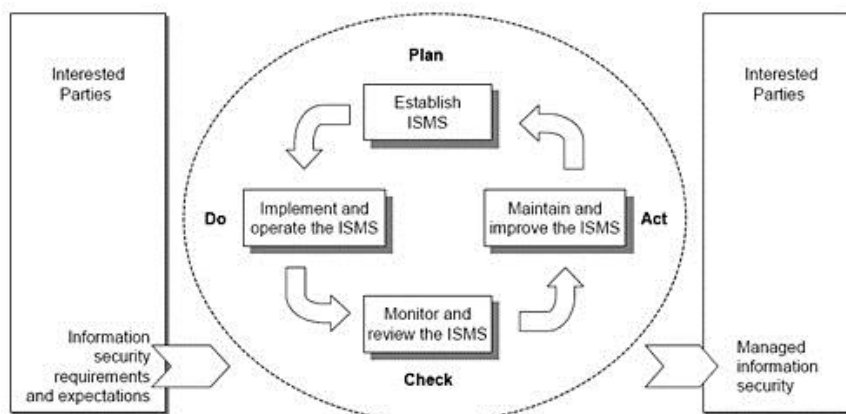 Interested
Parties
Information
security
requirements
and expectations
Plan
Establish
ISMS
Do
Implement and
operate the ISMS
Maintain and
improve the ISMS
Act
Monitor and
review the ISMS
Check
Interested
Parties
Managed
information
security